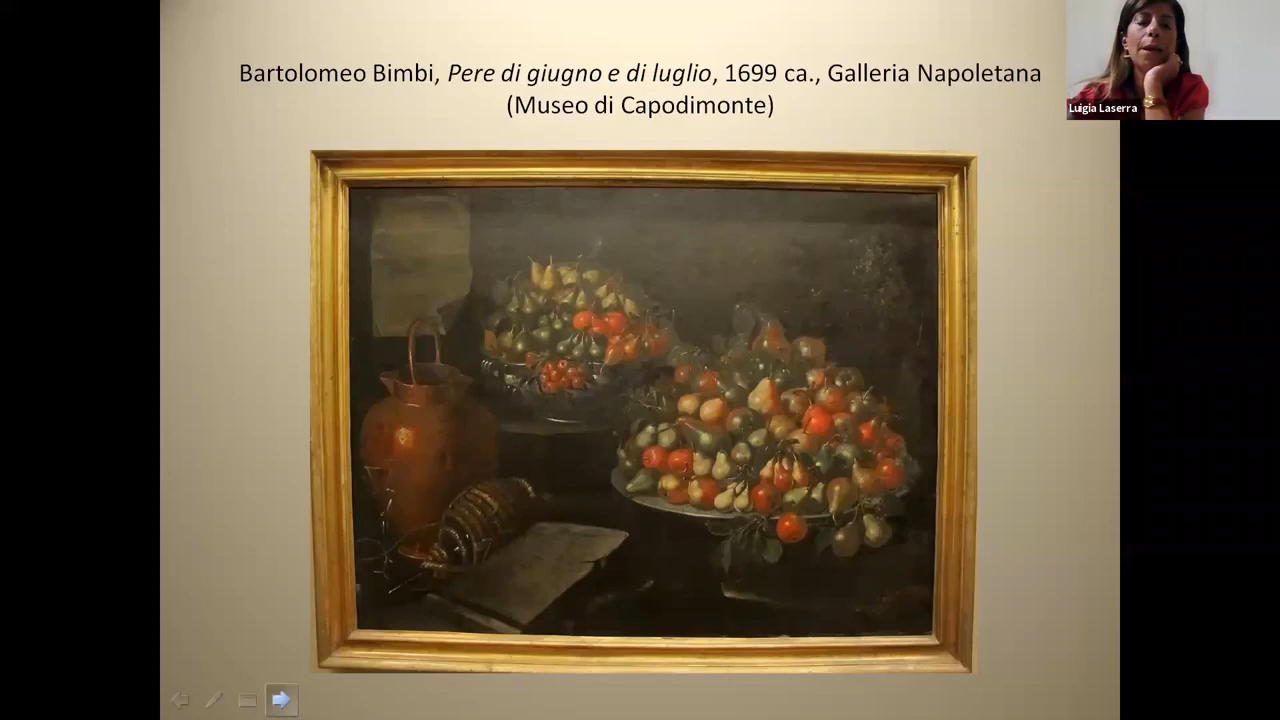 Bartolomeo Bimbi, Pere di giugno e di luglio, 1699 ca., Galleria Napoletana
(Museo di Capodimonte)
Luigia Laserra